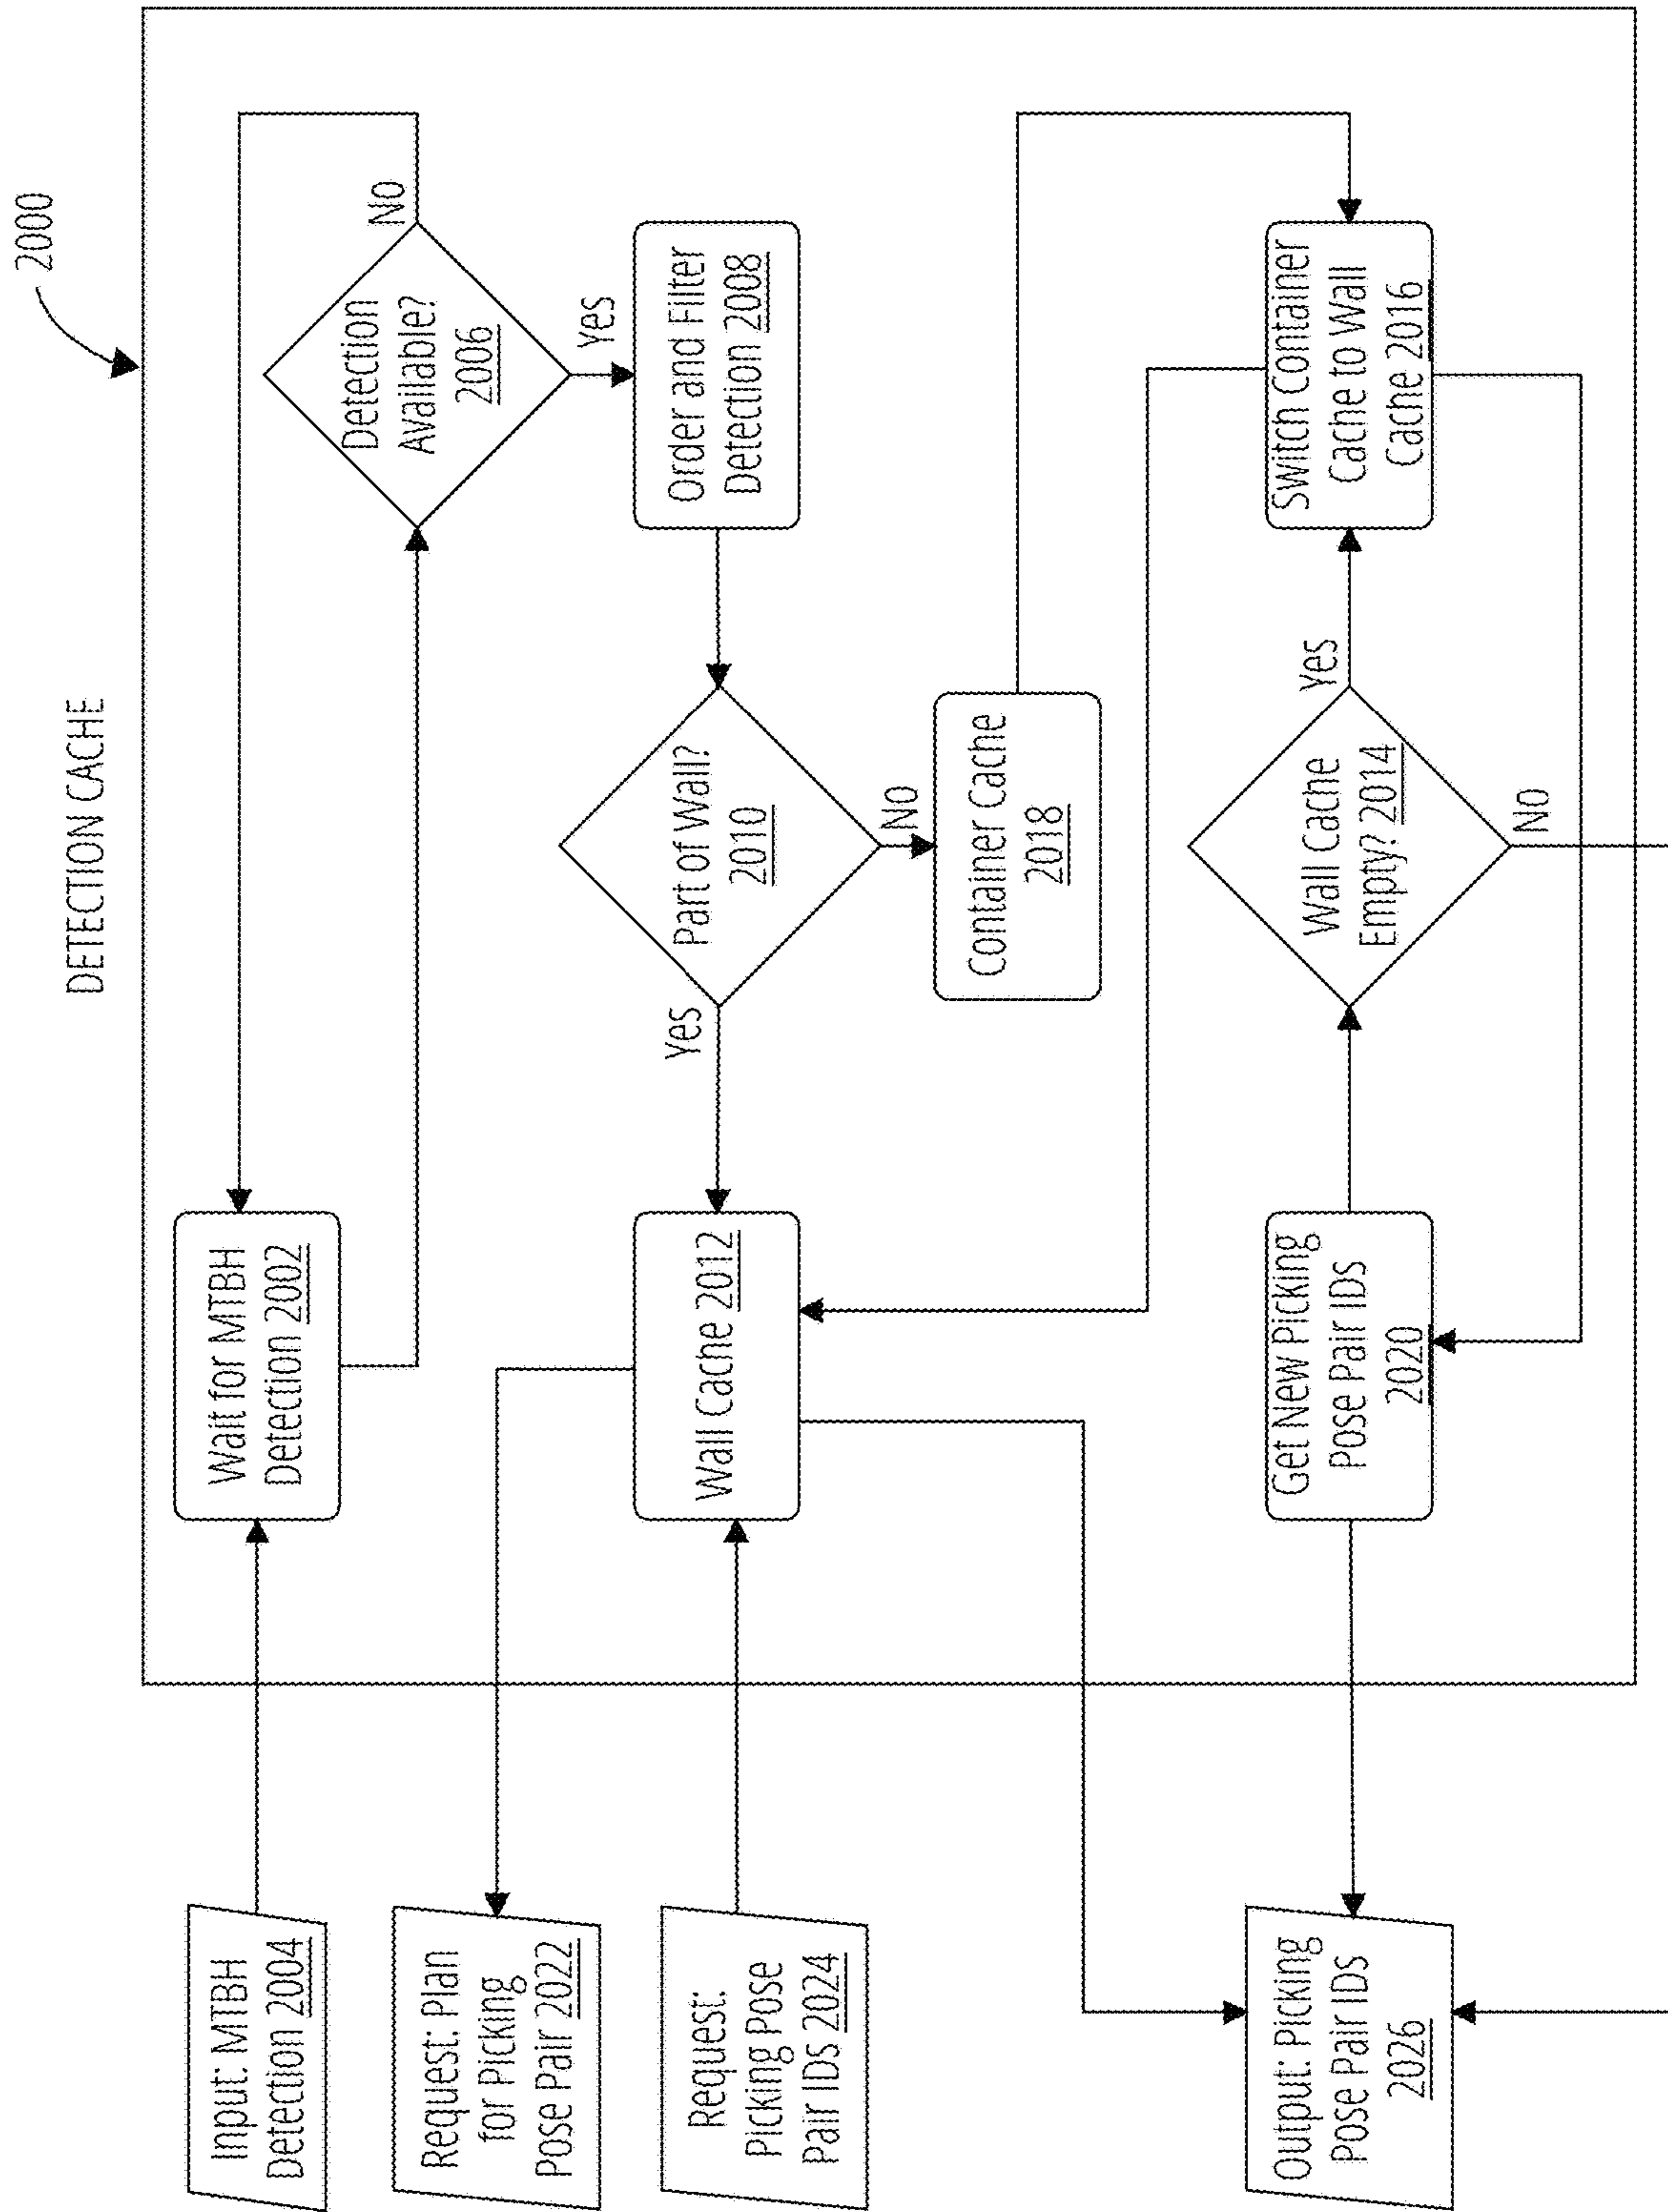 DETECTION CACHE
2000
Input: MTBH
Detection 2004
Wait for MTBH
Detection 2002
Detection
Available?
2006
No
Yes
Request: Plan
for Picking
Pose Pair 2022
Request:
Picking Pose
Pair IDs 2024
Wall Cache 2012
Yes
Part of Wall?
2010
No
Order and Filter
Detection 2008
Container Cache
2018
Output: Picking
Pose Pair IDs
2026
Get New Picking
Pose Pair IDs
2020
Wall Cache
Empty? 2014
Yes
No
Switch Container
Cache to Wall
Cache 2016